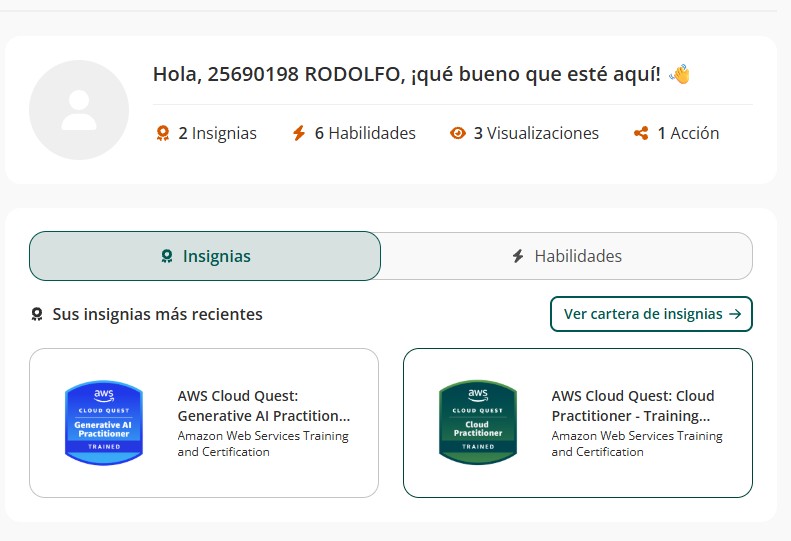 Hola, 25690198 RODOLFO, ¡qué bueno que esté aquí! 👋
2 Insignias
6 Habilidades
3 Visualizaciones
1 Acción
Insignias
Habilidades
Sus insignias más recientes
Ver cartera de insignias →
aws
CLOUD QUEST
Generative AI
Practitioner
TRAINED
AWS Cloud Quest:
Generative AI Practition...
Amazon Web Services Training
and Certification
aws
CLOUD QUEST
Cloud
Practitioner
TRAINED
AWS Cloud Quest: Cloud
Practitioner - Training...
Amazon Web Services Training
and Certification